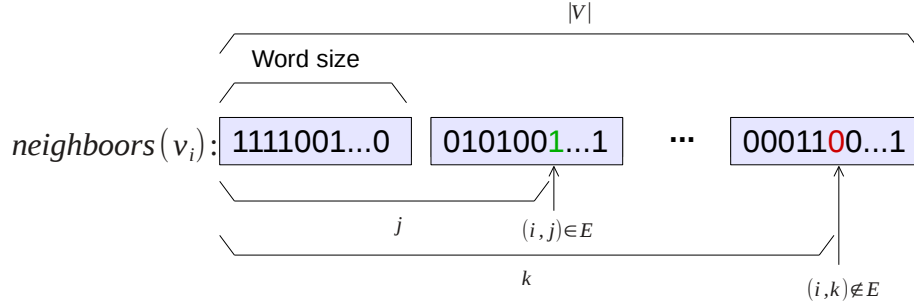 |V|
Word size
neighboors(v_i): 1111001...0 0101001...1 ... 0001100...1
j
(i,j)∈E
k
(i,k)∉E